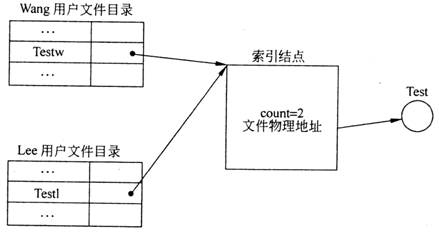 Wang 用户文件目录
…
Testw
…
索引结点
count=2
文件物理地址
Test
Lee 用户文件目录
…
Testl
…